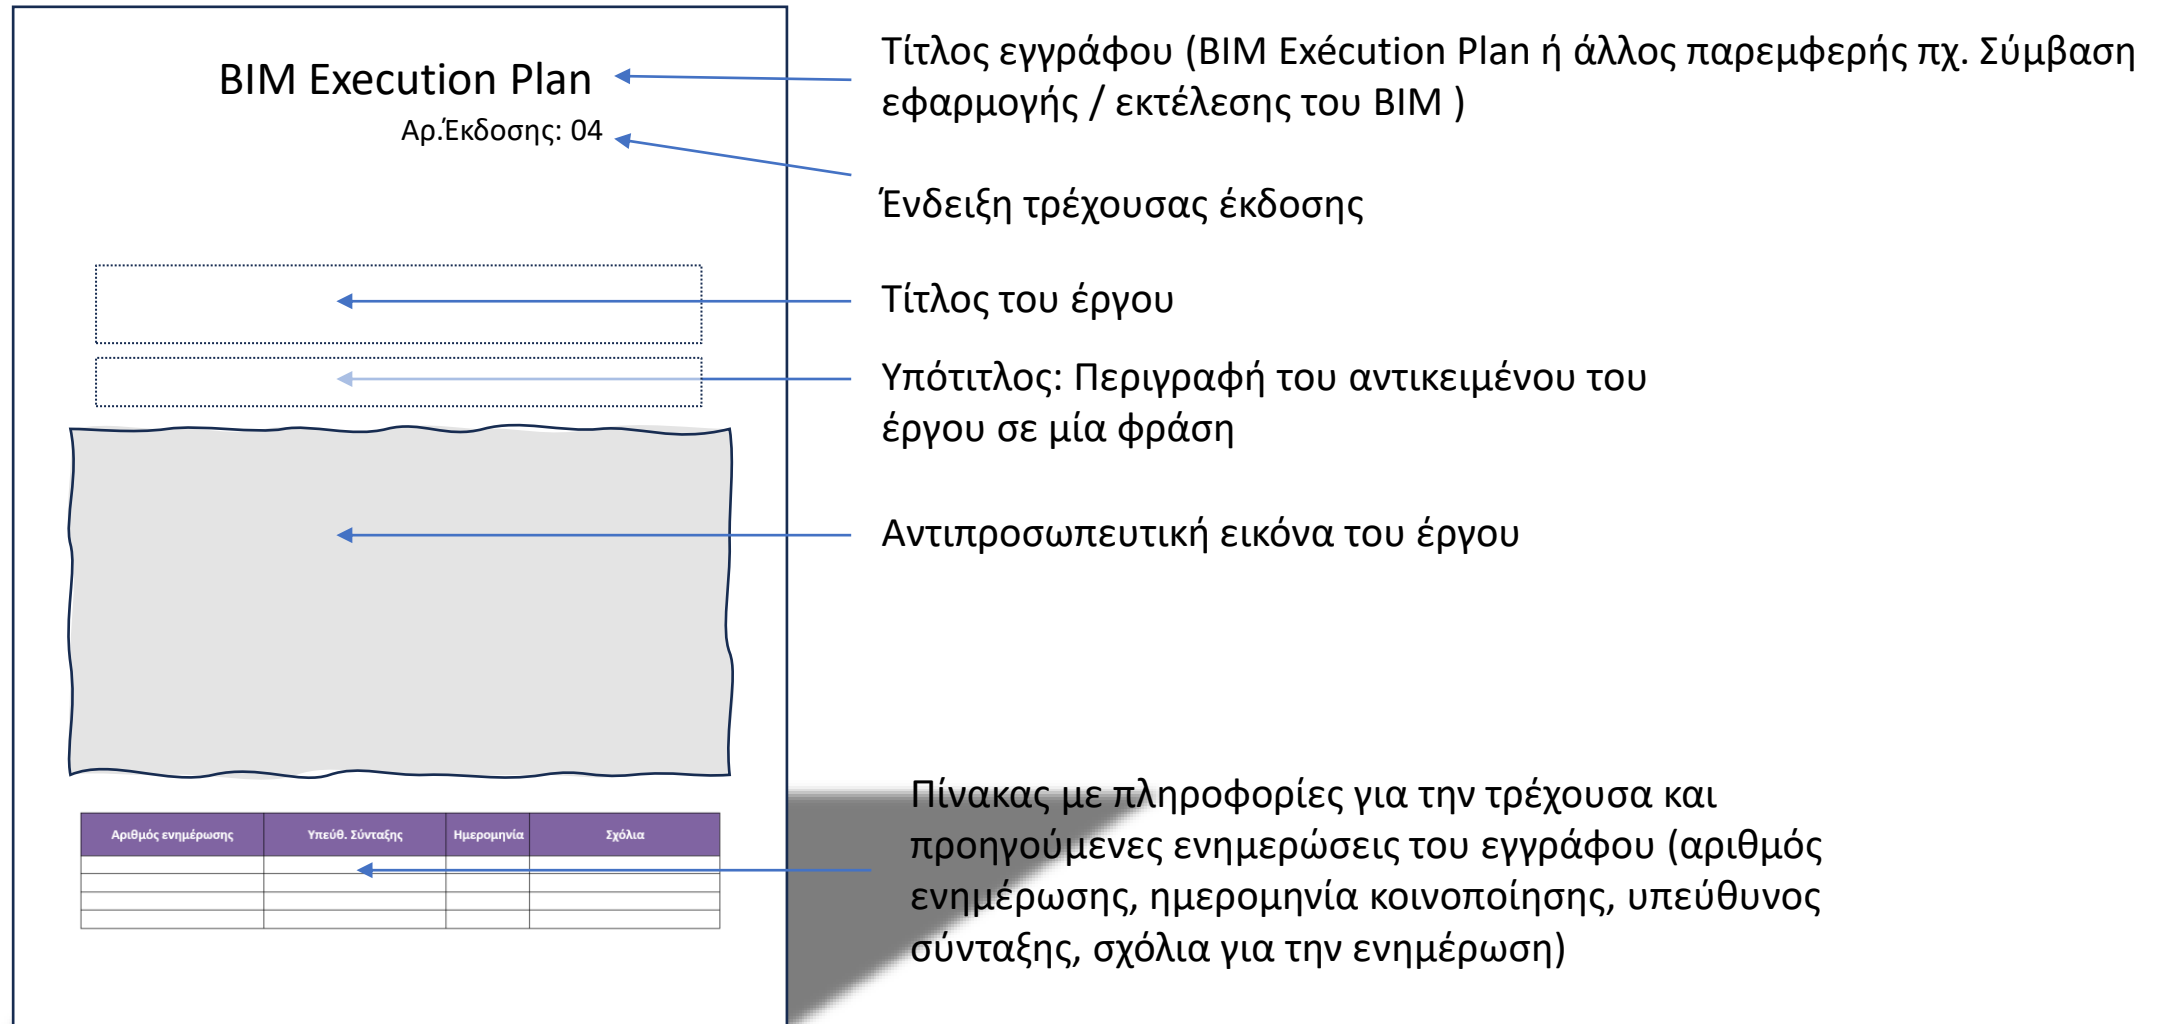 BIM Execution Plan
Αρ.Έκδοσης: 04
Τίτλος εγγράφου (BIM Exécution Plan ή άλλος παρεμφερής πχ. Σύμβαση
εφαρμογής / εκτέλεσης του BIM )
Ένδειξη τρέχουσας έκδοσης
Τίτλος του έργου
Υπότιτλος: Περιγραφή του αντικειμένου του
έργου σε μία φράση
Αντιπροσωπευτική εικόνα του έργου
Αριθμός ενημέρωσης Υπεύθ. Σύνταξης Ημερομηνία Σχόλια
Πίνακας με πληροφορίες για την τρέχουσα και
προηγούμενες ενημερώσεις του εγγράφου (αριθμός
ενημέρωσης, ημερομηνία κοινοποίησης, υπεύθυνος
σύνταξης, σχόλια για την ενημέρωση)